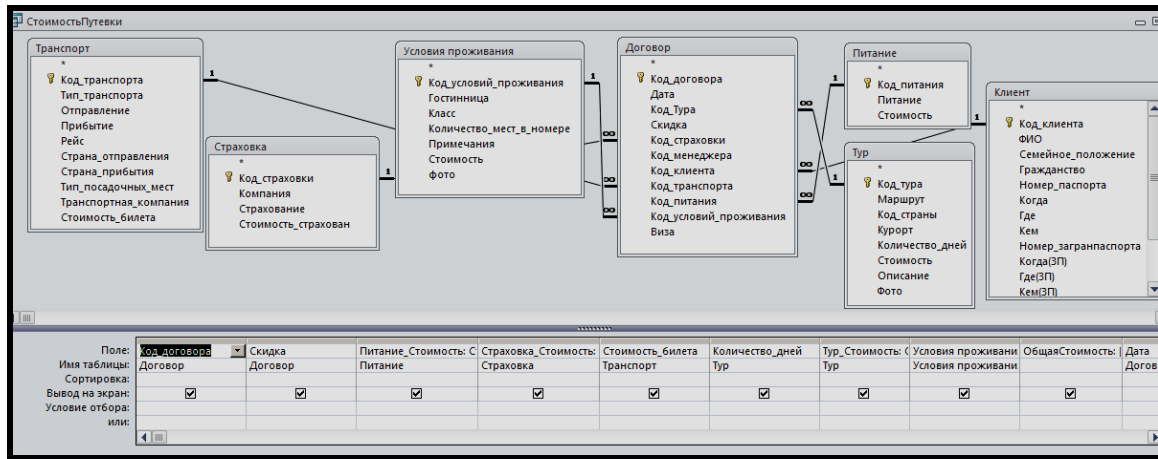 СтоимостьПутевки
Транспорт
*
Код_транспорта
Тип_транспорта
Отправление
Прибытие
Рейс
Страна_отправления
Страна_прибытия
Тип_посадочных_мест
Транспортная_компания
Стоимость_билета
1
Страховка
*
Код_страховки
Компания
Страхование
Стоимость_страхован
1
Условия проживания
*
Код_условий_проживания
Гостинница
Класс
Количество_мест_в_номере
Примечания
Стоимость
фото
1
∞
∞
∞
Договор
*
Код_договора
Дата
Код_Тура
Скидка
Код_страховки
Код_менеджера
Код_клиента
Код_транспорта
Код_питания
Код_условий_проживания
Виза
∞
∞
∞
1
1
Питание
*
Код_питания
Питание
Стоимость
Тур
*
Код_тура
Маршрут
Код_страны
Курорт
Количество_дней
Стоимость
Описание
Фото
1
Клиент
*
Код_клиента
ФИО
Семейное_положение
Гражданство
Номер_паспорта
Когда
Где
Кем
Номер_загранпаспорта
Когда(ЗП)
Где(ЗП)
Кем(ЗП)
Поле: Код_договора Скидка Питание_Стоимость: С Страховка_Стоимость: Стоимость_билета Количество_дней Тур_Стоимость: Условия проживани ОбщаяСтоимость: Дата
Имя таблицы: Договор Договор Питание Страховка Транспорт Тур Тур Условия проживани Догов
Сортировка:
Вывод на экран:
Условие отбора:
или: